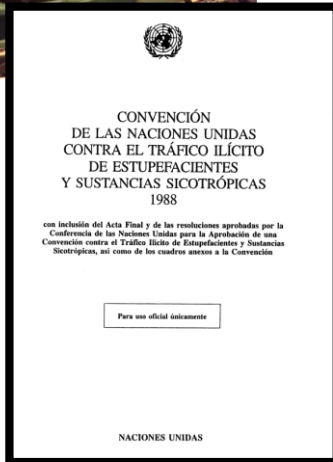 CONVENCIÓN
DE LAS NACIONES UNIDAS
CONTRA EL TRÁFICO ILÍCITO
DE ESTUPEFACIENTES
Y SUSTANCIAS SICOTRÓPICAS
1988
con inclusión del Acta Final y de las resoluciones aprobadas por la
Conferencia de las Naciones Unidas para la Aprobación de una
Convención contra el Tráfico Ilícito de Estupefacientes y Sustancias
Sicotrópicas, así como de los cuadros anexos a la Convención
Para uso oficial únicamente
NACIONES UNIDAS